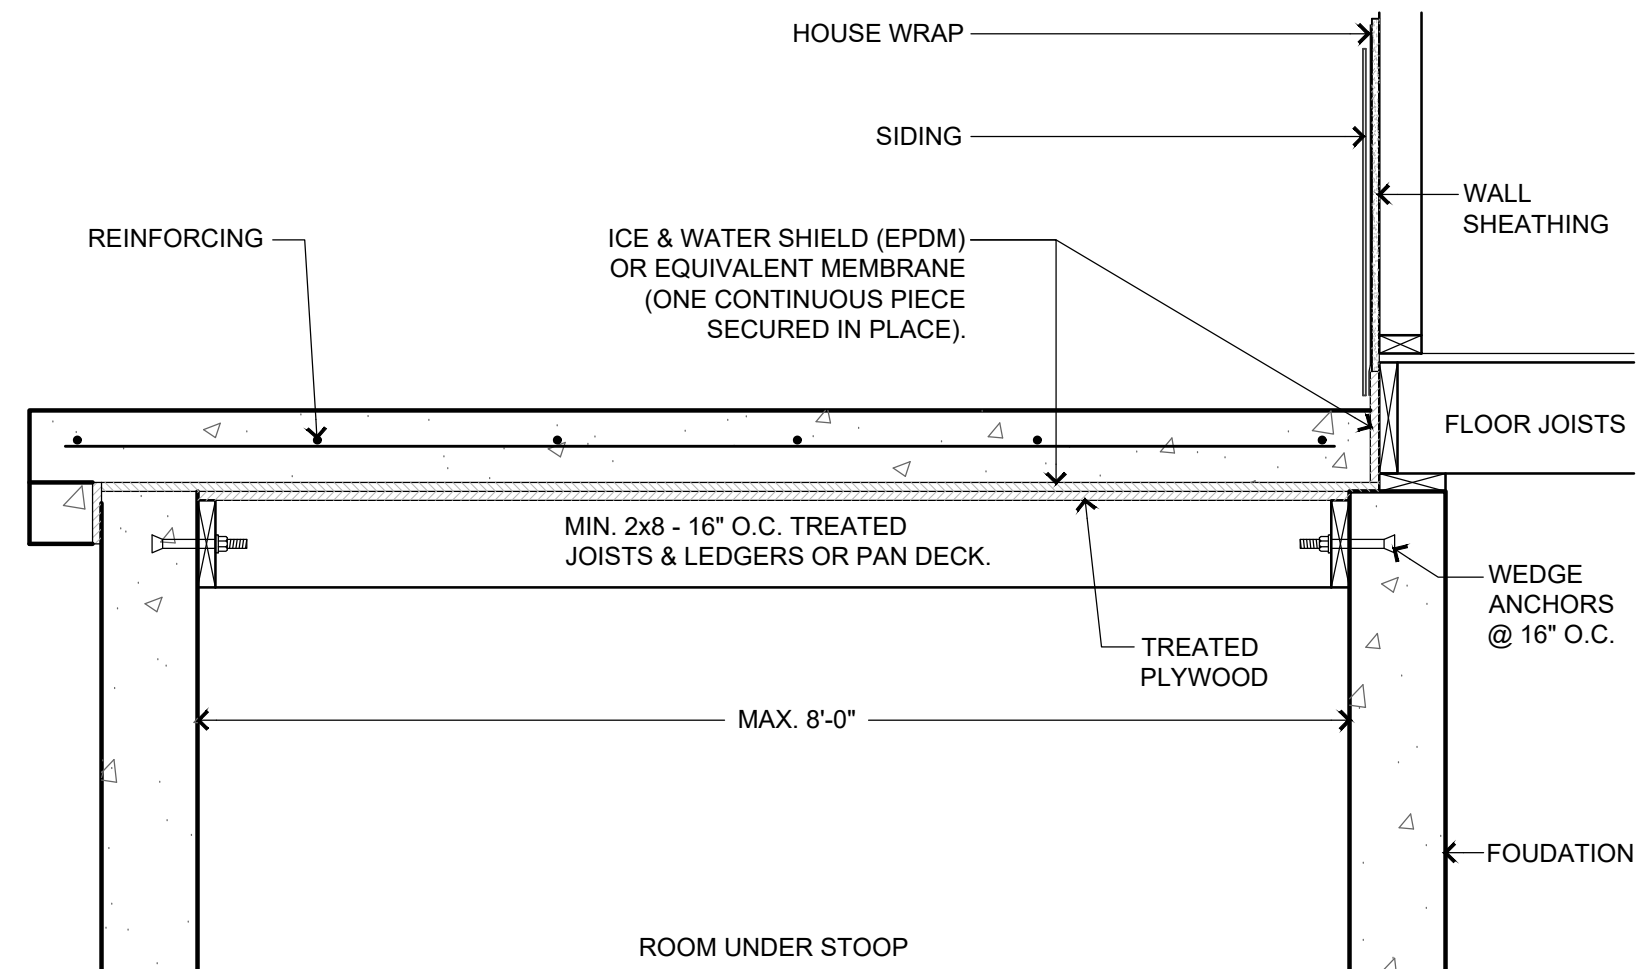 HOUSE WRAP
SIDING
WALL
SHEATHING
REINFORCING
ICE & WATER SHIELD (EPDM)
OR EQUIVALENT MEMBRANE
(ONE CONTINUOUS PIECE
SECURED IN PLACE).
FLOOR JOISTS
MIN. 2x8 - 16" O.C. TREATED
JOISTS & LEDGERS OR PAN DECK.
WEDGE
ANCHORS
@ 16" O.C.
TREATED
PLYWOOD
MAX. 8'-0"
FOUDATION
ROOM UNDER STOOP